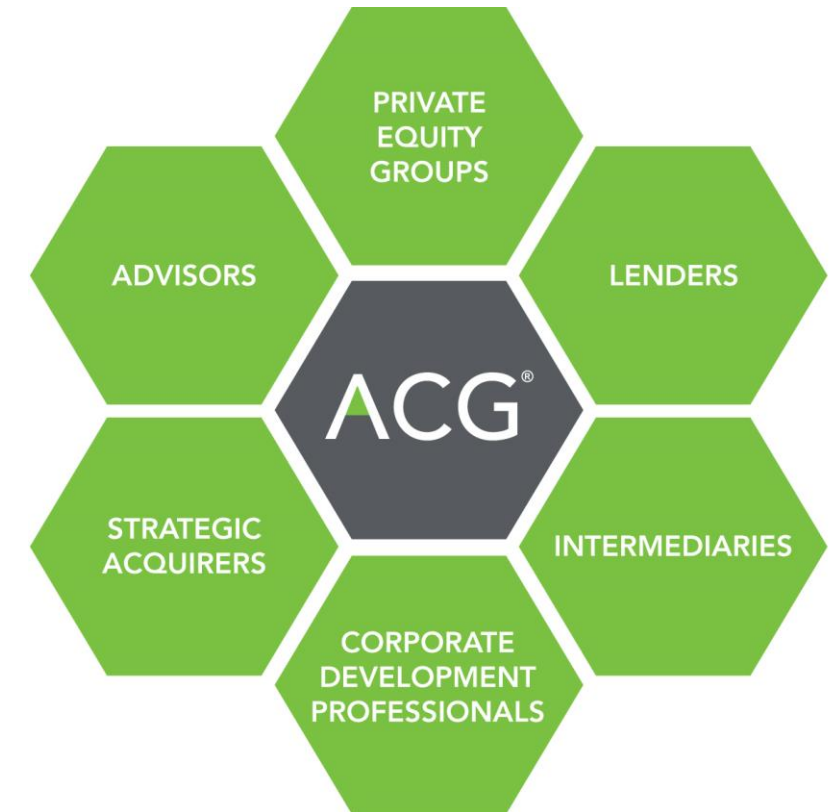 PRIVATE
EQUITY
GROUPS
ADVISORS
LENDERS
ACG®
STRATEGIC
ACQUIRERS
INTERMEDIARIES
CORPORATE
DEVELOPMENT
PROFESSIONALS